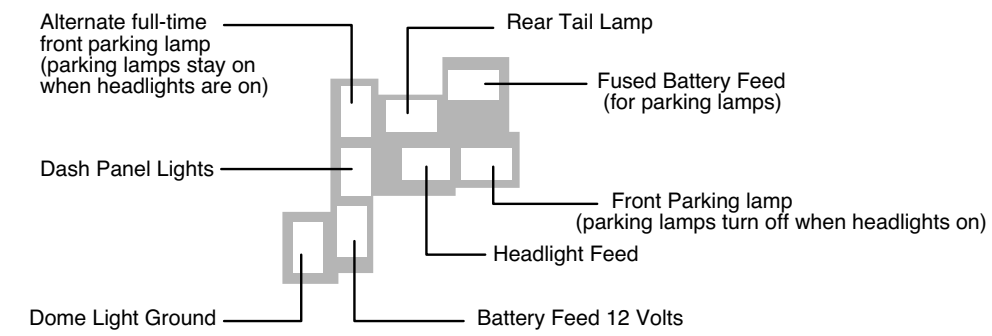 Alternate full-time
front parking lamp
(parking lamps stay on
when headlights are on)
Rear Tail Lamp
Fused Battery Feed
(for parking lamps)
Dash Panel Lights
Front Parking lamp
(parking lamps turn off when headlights on)
Headlight Feed
Dome Light Ground
Battery Feed 12 Volts